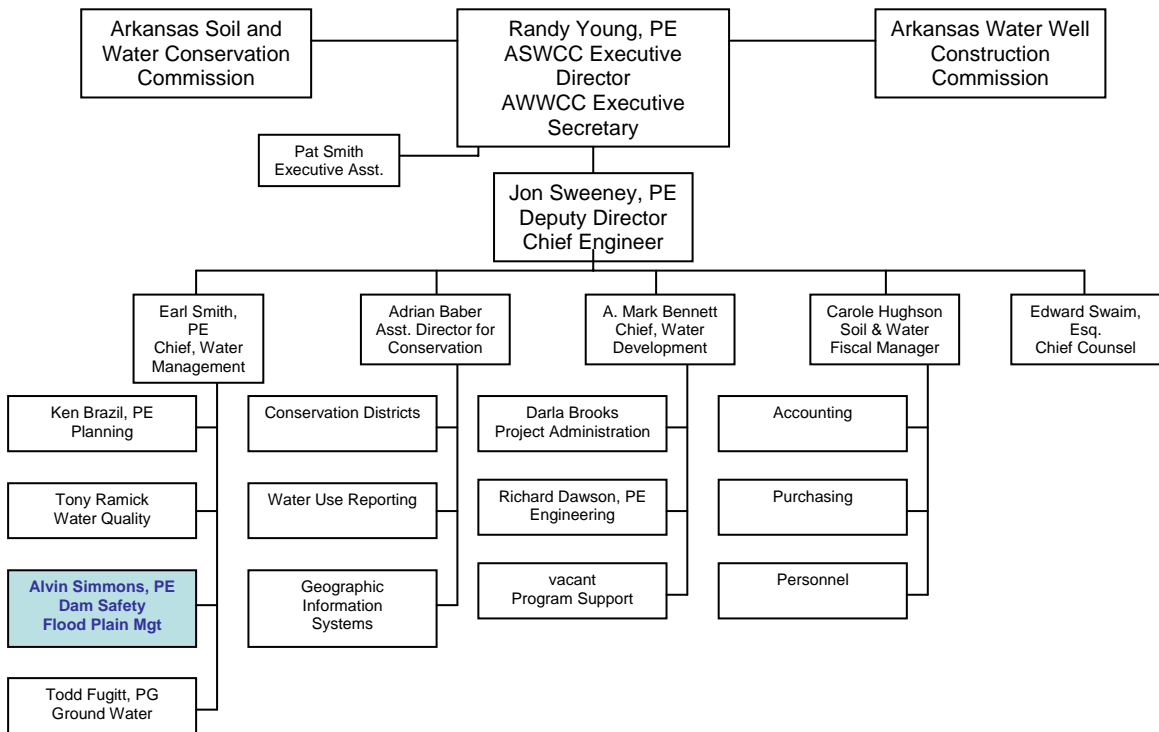 Arkansas Soil and
Water Conservation
Commission
Randy Young, PE
ASWCC Executive
Director
AWWCC Executive
Secretary
Arkansas Water Well
Construction
Commission
Pat Smith
Executive Asst.
Jon Sweeney, PE
Deputy Director
Chief Engineer
Earl Smith,
PE
Chief, Water
Management
Adrian Baber
Asst. Director for
Conservation
A. Mark Bennett
Chief, Water
Development
Carole Hughson
Soil & Water
Fiscal Manager
Edward Swaim,
Esq.
Chief Counsel
Ken Brazil, PE
Planning
Conservation Districts
Darla Brooks
Project Administration
Accounting
Tony Ramick
Water Quality
Water Use Reporting
Richard Dawson, PE
Engineering
Purchasing
Alvin Simmons, PE
Dam Safety
Flood Plain Mgt
Geographic
Information
Systems
vacant
Program Support
Personnel
Todd Fugitt, PG
Ground Water